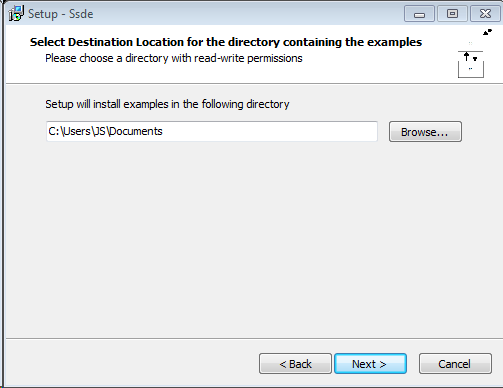 Setup - Ssde
Select Destination Location for the directory containing the examples
Please choose a directory with read-write permissions
Setup will install examples in the following directory
C:\Users\JS\Documents
Browse...
< Back
Next >
Cancel